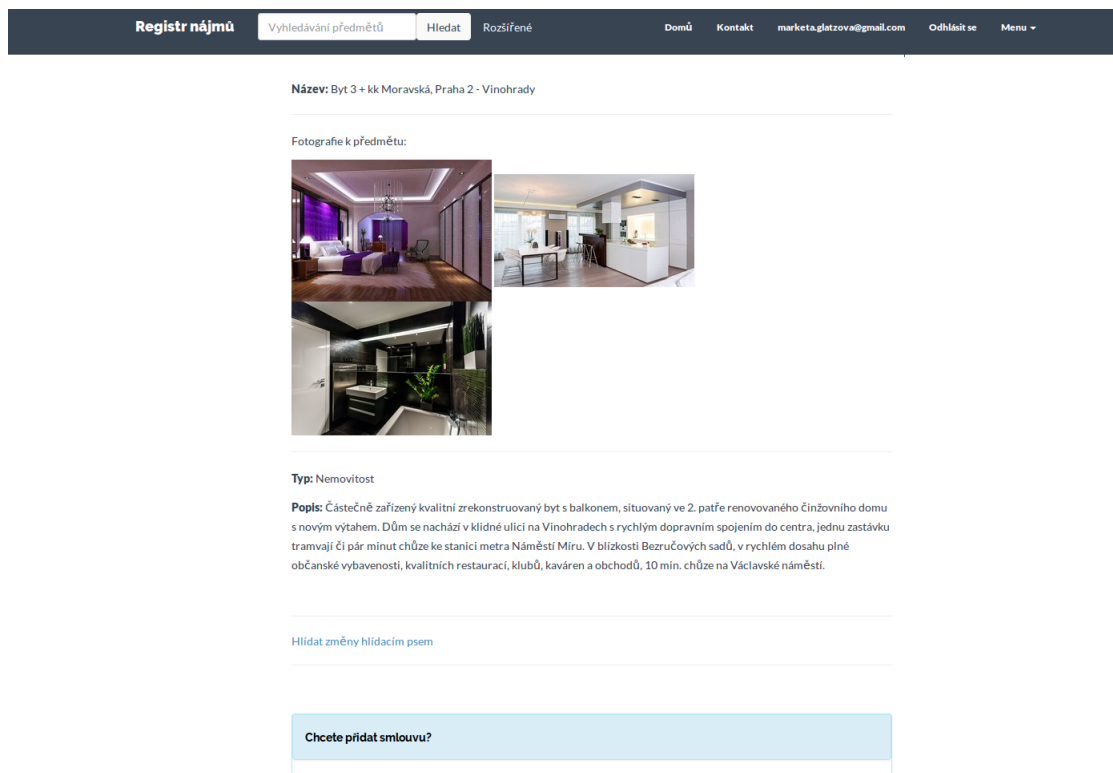 Registr nájmů Vyhledávání předmětů Hledat Rozšířené Domů Kontakt marketa.glatzova@gmail.com Odhlásit se Menu
Název: Byt 3 + kk Moravská, Praha 2 - Vinohrady
Fotografie k předmětu:
Typ: Nemovitost
Popis: Částečně zařízený kvalitní zrekonstruovaný byt s balkonem, situovaný ve 2. patře renovovaného činžovního domu
s novým výtahem. Dům se nachází v klidné ulici na Vinohradech s rychlým dopravním spojením do centra, jednu zastávku
tramvají či pár minut chůze ke stanici metra Náměstí Míru. V blízkosti Bezručových sadů, v rychlém dosahu plné
občanské vybavenosti, kvalitních restaurací, klubů, kaváren a obchodů, 10 min. chůze na Václavské náměstí.
Hlídat změny hlídacím psem
Chcete přidat smlouvu?